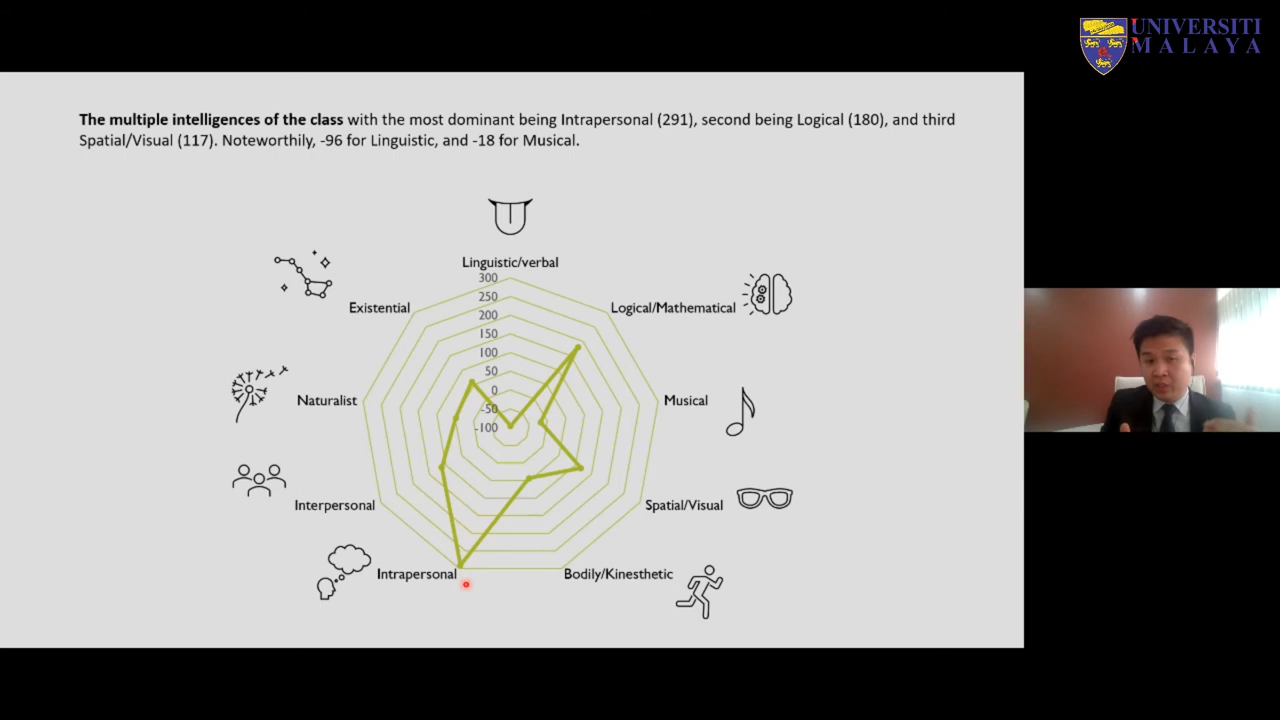 UNIVERSITI
MALAYA
The multiple intelligences of the class with the most dominant being Intrapersonal (291), second being Logical (180), and third
Spatial/Visual (117). Noteworthily, -96 for Linguistic, and -18 for Musical.
Linguistic/verbal
300
250
200
150
100
50
0
-50
-100
Existential
Logical/Mathematical
Naturalist
Musical
Interpersonal
Spatial/Visual
Intrapersonal
Bodily/Kinesthetic